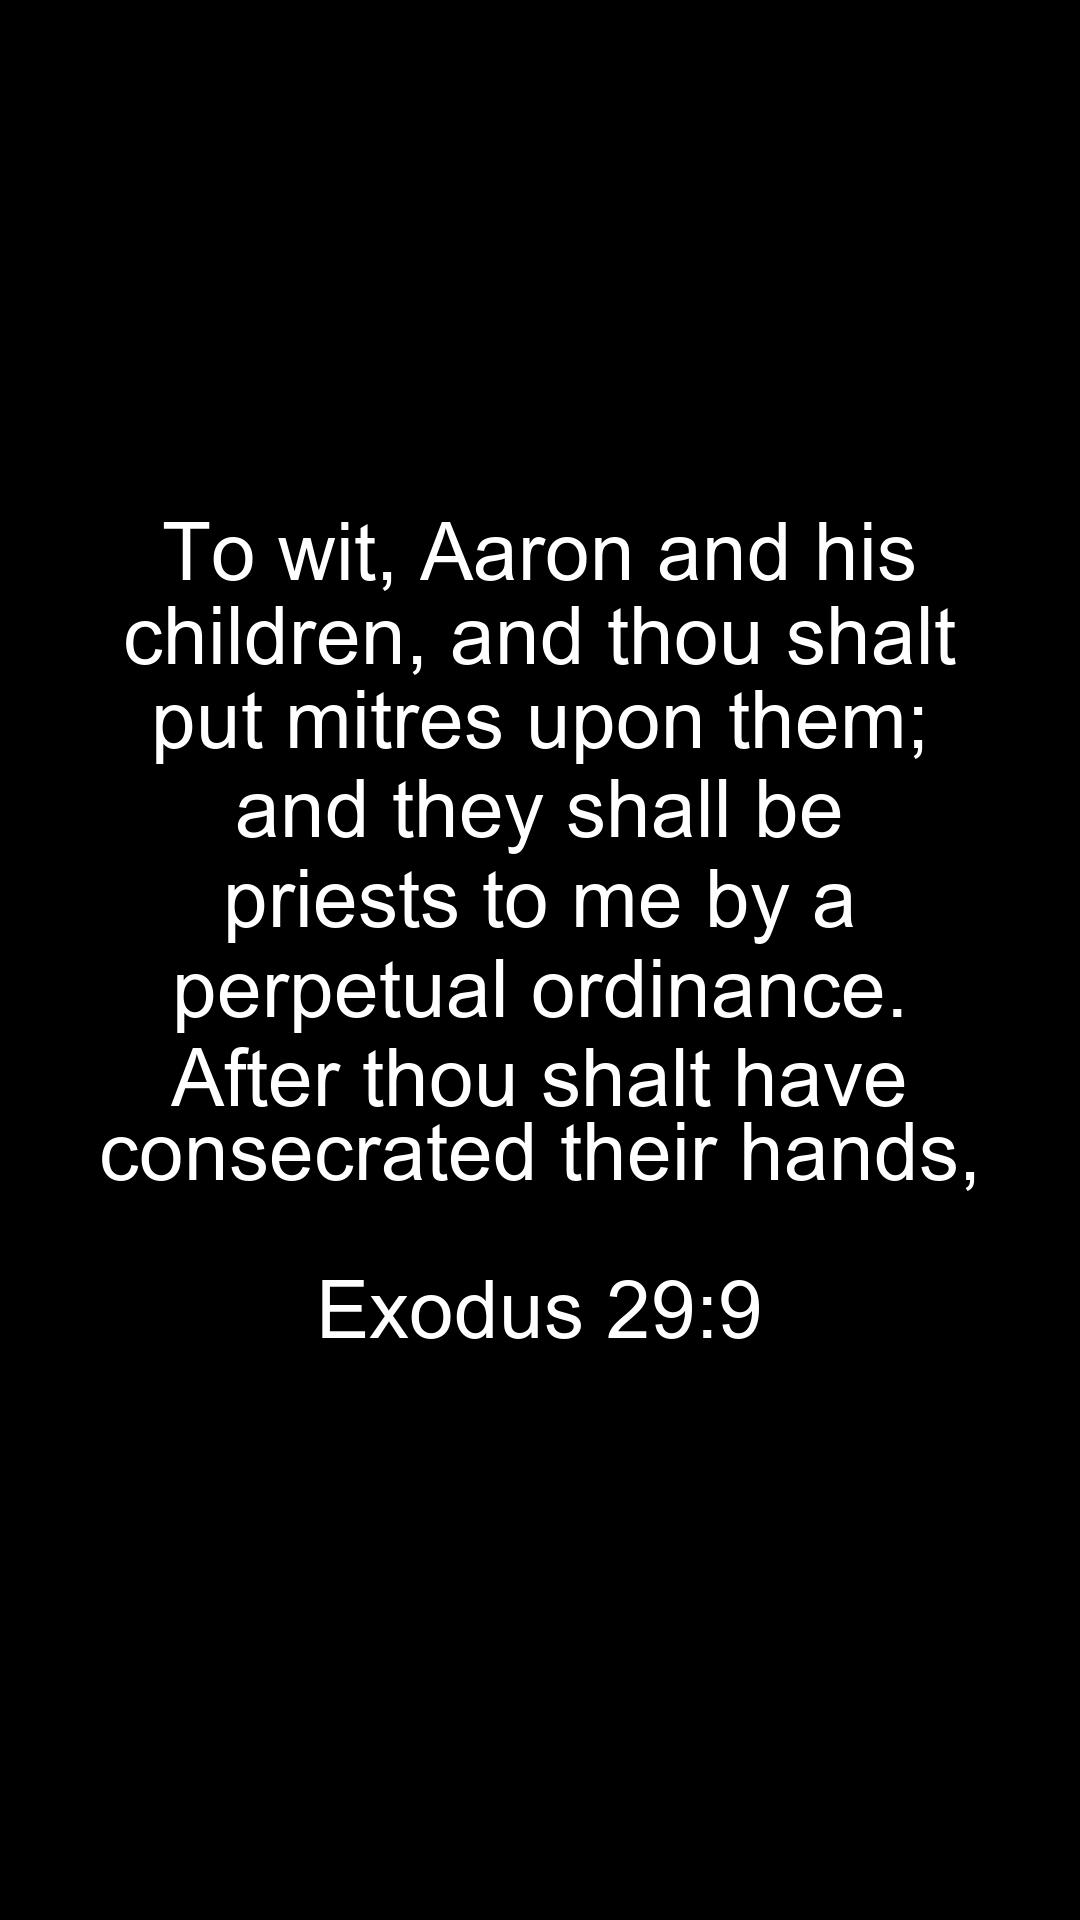 To wit, Aaron and his
children, and thou shalt
put mitres upon them;
and they shall be
priests to me by a
perpetual ordinance.
After thou shalt have
consecrated their hands,
Exodus 29:9